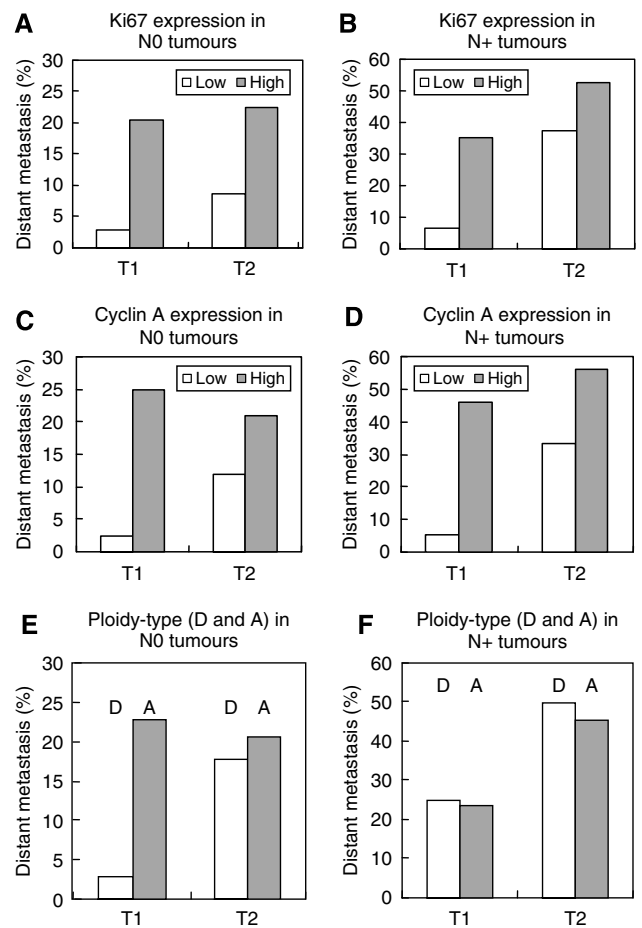 A
Ki67 expression in
N0 tumours
Distant metastasis (%)
30
25
20
15
10
5
0
Low High
T1 T2
B
Ki67 expression in
N+ tumours
Distant metastasis (%)
60
50
40
30
20
10
0
Low High
T1 T2
C
Cyclin A expression in
N0 tumours
Distant metastasis (%)
30
25
20
15
10
5
0
Low High
T1 T2
D
Cyclin A expression in
N+ tumours
Distant metastasis (%)
60
50
40
30
20
10
0
Low High
T1 T2
E
Ploidy-type (D and A) in
N0 tumours
Distant metastasis (%)
30
25
20
15
10
5
0
D A D A
T1 T2
F
Ploidy-type (D and A) in
N+ tumours
Distant metastasis (%)
60
50
40
30
20
10
0
D A D A
T1 T2